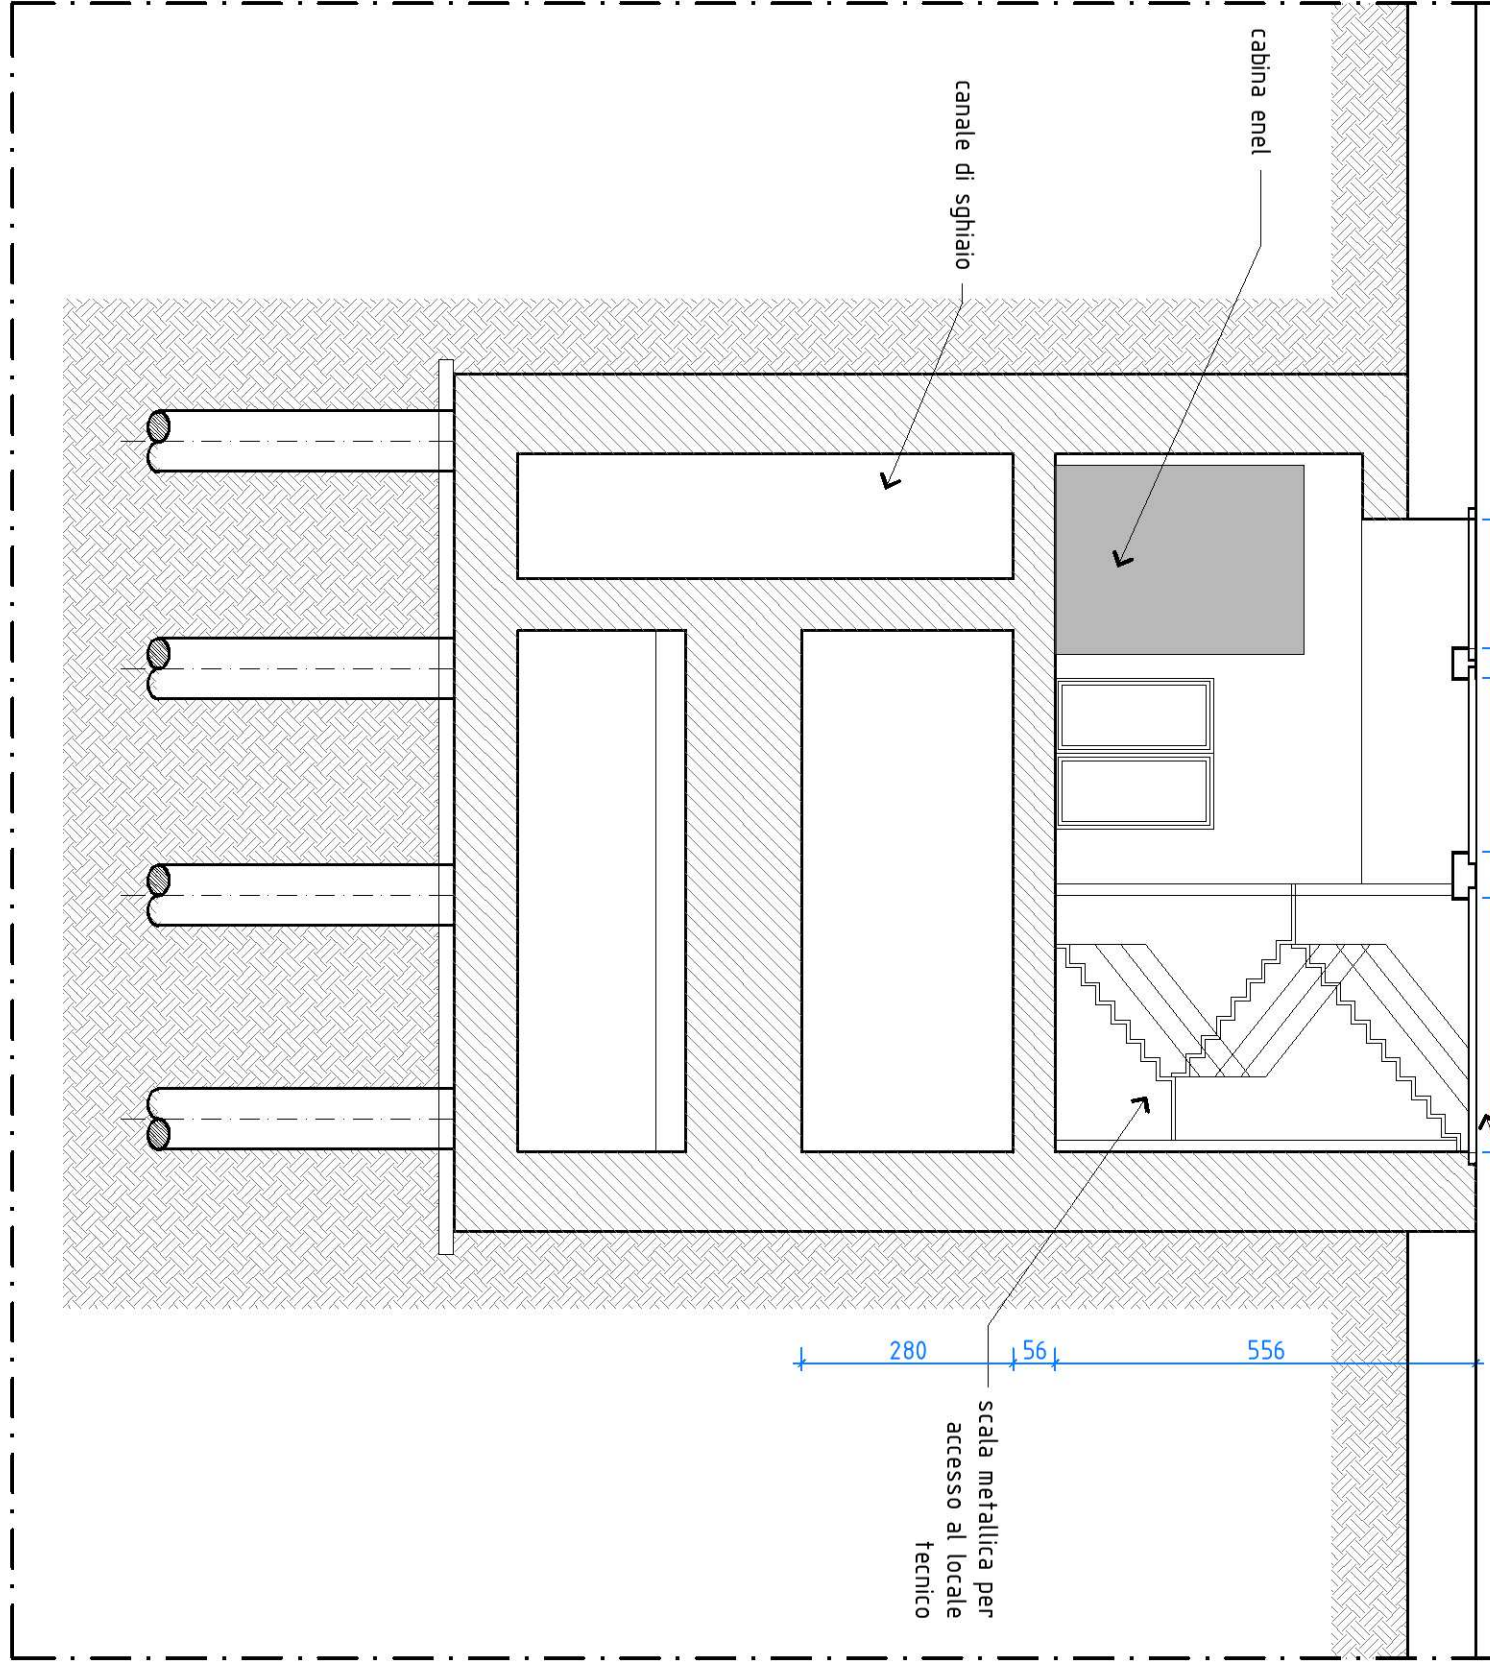 cabina enel
canale di sghiaio
280
56
556
scala metallica per
accesso al locale
tecnico